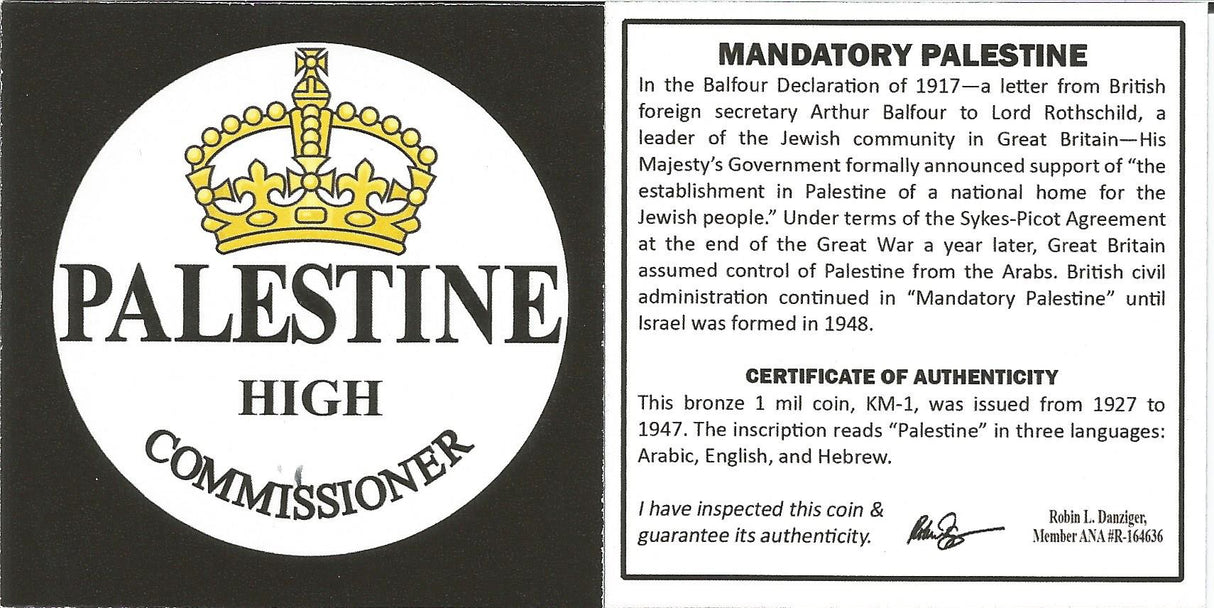 PALESTINE
HIGH
COMMISSIONER
MANDATORY PALESTINE
In the Balfour Declaration of 1917—a letter from British
foreign secretary Arthur Balfour to Lord Rothschild, a
leader of the Jewish community in Great Britain—His
Majesty's Government formally announced support of “the
establishment in Palestine of a national home for the
Jewish people.” Under terms of the Sykes-Picot Agreement
at the end of the Great War a year later, Great Britain
assumed control of Palestine from the Arabs. British civil
administration continued in “Mandatory Palestine” until
Israel was formed in 1948.
CERTIFICATE OF AUTHENTICITY
This bronze 1 mil coin, KM-1, was issued from 1927 to
1947. The inscription reads “Palestine” in three languages:
Arabic, English, and Hebrew.
I have inspected this coin &
guarantee its authenticity.
Robin L. Danziger,
Member ANA #R-164636